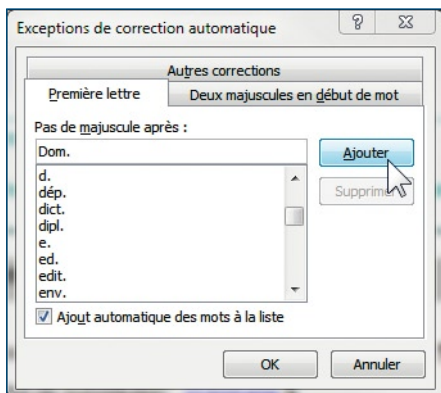 Exceptions de correction automatique
Autres corrections
Première lettre
Deux majuscules en début de mot
Pas de majuscule après :
Dom.
Ajouter
d.
Supprimer
dép.
dict.
dipl.
e.
ed.
edit.
env.
Ajout automatique des mots à la liste
OK
Annuler